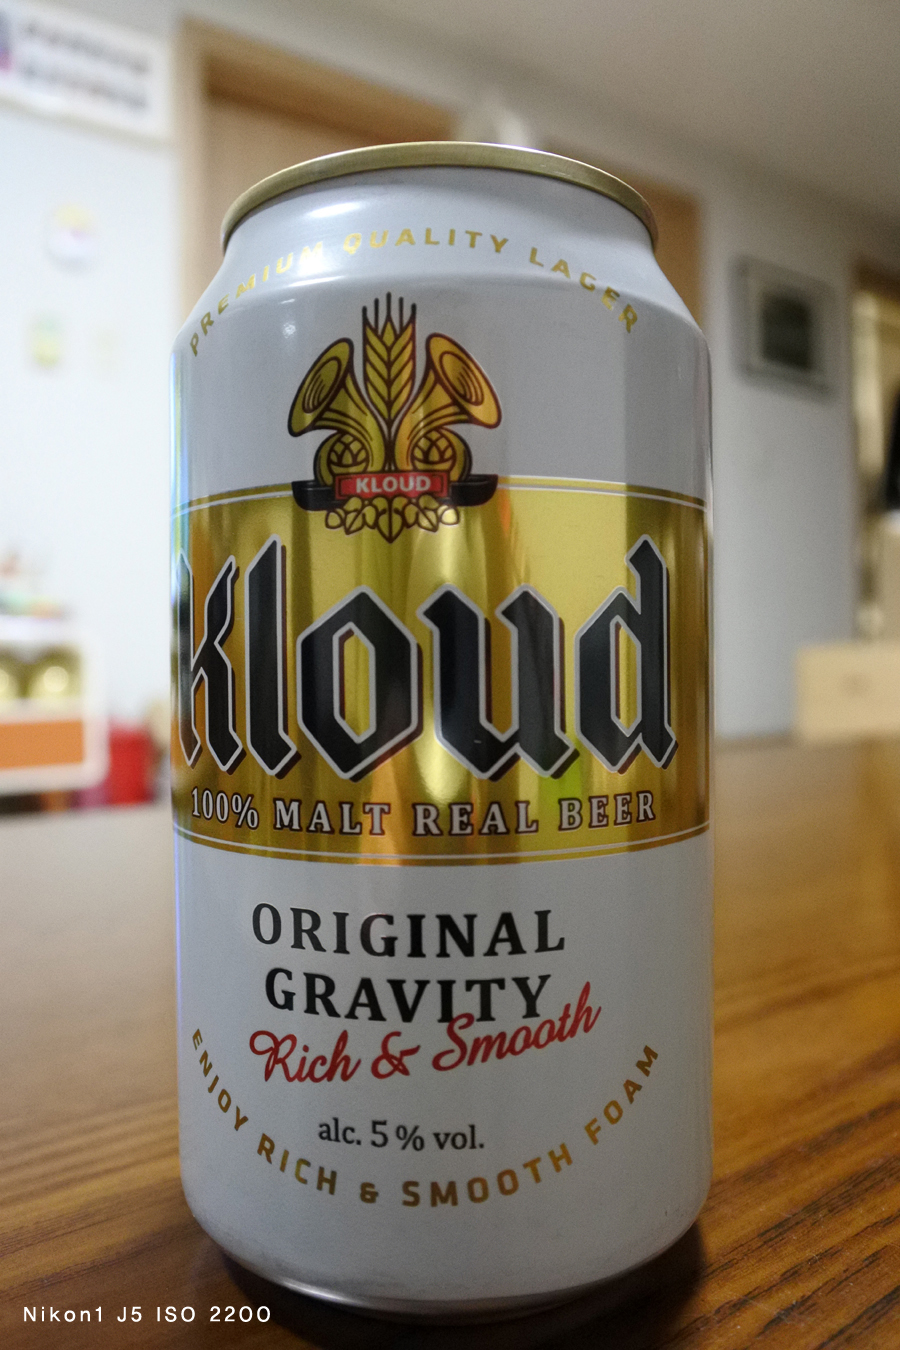 PREMIUM QUALITY LAGER
KLOUD
Kloud
100% MALT REAL BEER
ORIGINAL
GRAVITY
Rich & Smooth
alc. 5% vol.
ENJOY RICH & SMOOTH FOAM
Nikon1 J5 ISO 2200